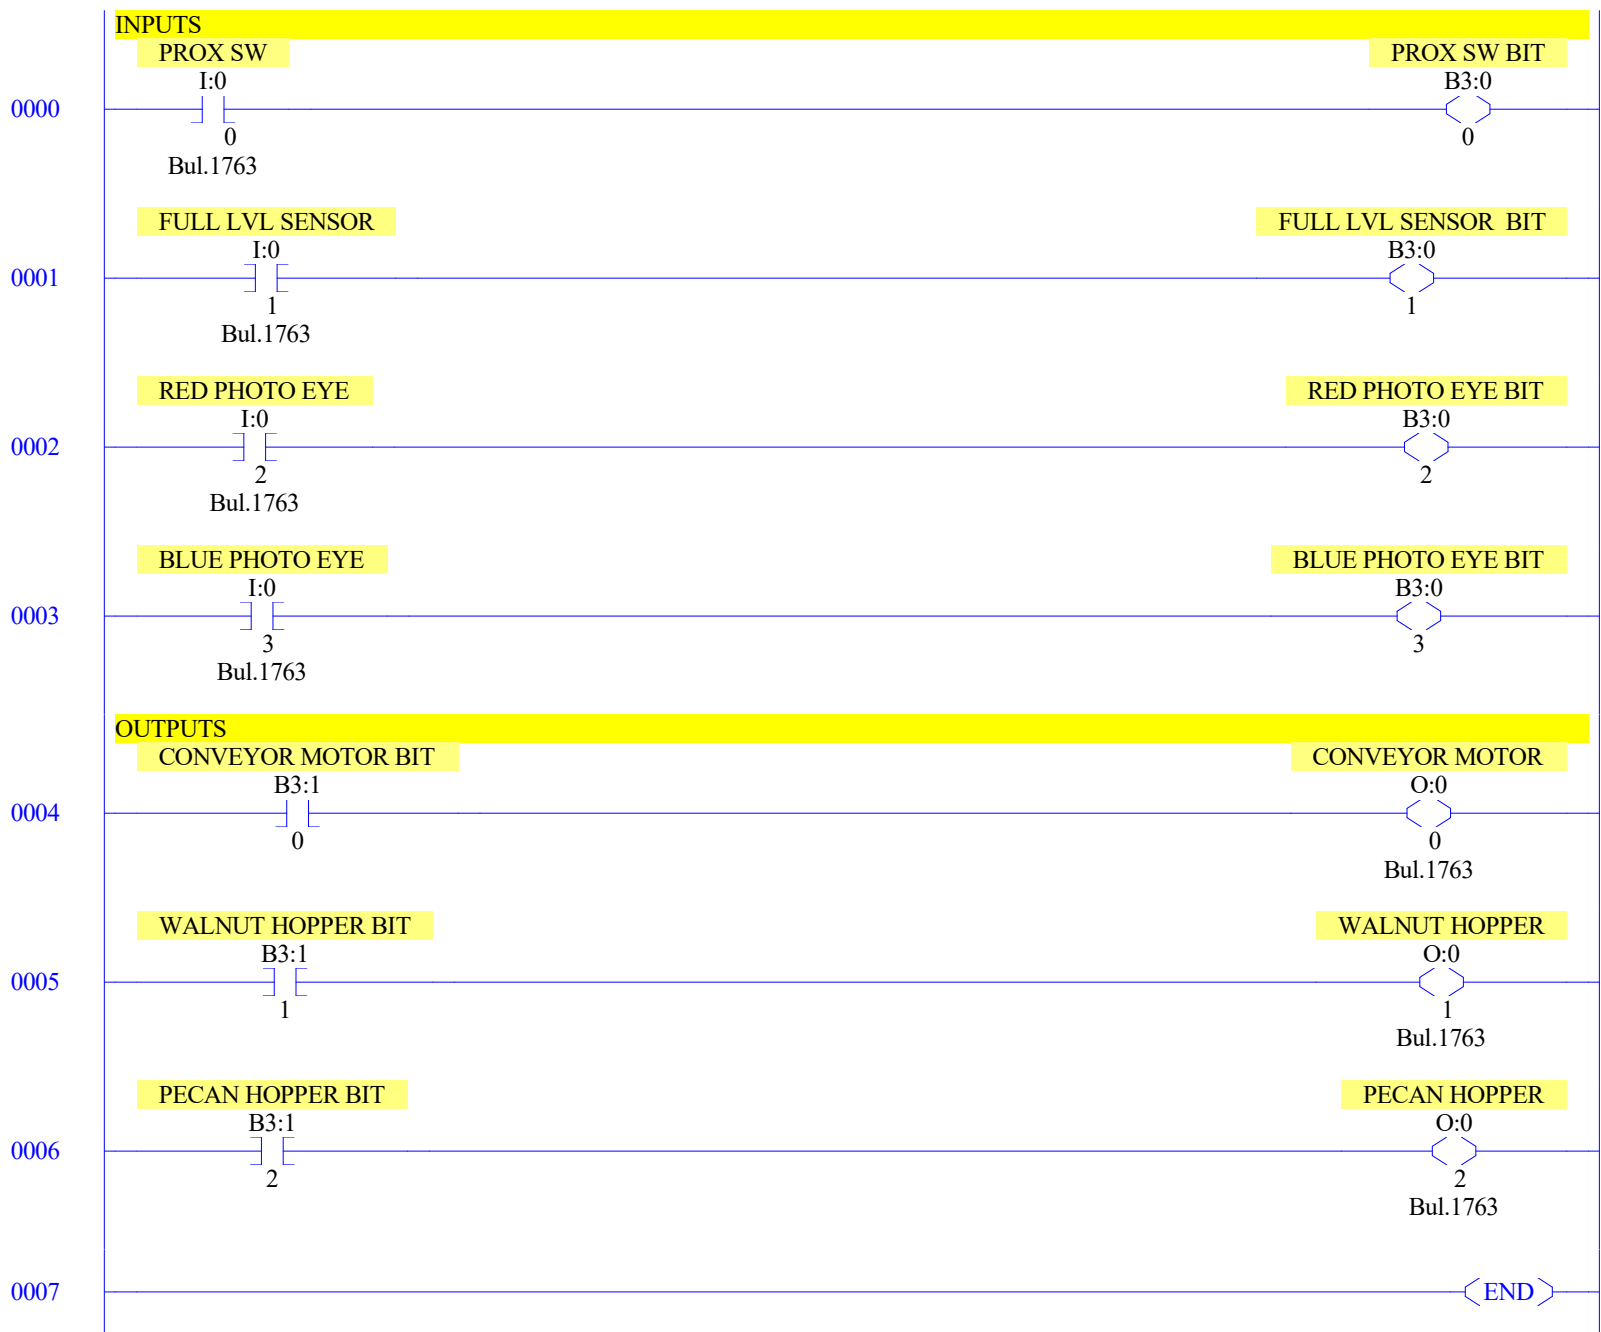 INPUTS
PROX SW PROX SW BIT
I:0 B3:0
0000
0 0
Bul.1763
FULL LVL SENSOR FULL LVL SENSOR BIT
I:0 B3:0
0001
1 1
Bul.1763
RED PHOTO EYE RED PHOTO EYE BIT
I:0 B3:0
0002
2 2
Bul.1763
BLUE PHOTO EYE BLUE PHOTO EYE BIT
I:0 B3:0
0003
3 3
Bul.1763
OUTPUTS
CONVEYOR MOTOR BIT CONVEYOR MOTOR
B3:1 O:0
0004
0 0
Bul.1763
WALNUT HOPPER BIT WALNUT HOPPER
B3:1 O:0
0005
1 1
Bul.1763
PECAN HOPPER BIT PECAN HOPPER
B3:1 O:0
0006
2 2
Bul.1763
0007 END